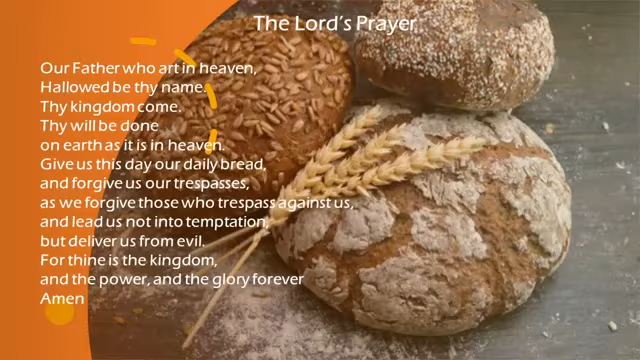 The Lord's Prayer
Our Father who art in heaven,
Hallowed be thy name.
Thy kingdom come.
Thy will be done
on earth as it is in heaven.
Give us this day our daily bread,
and forgive us our trespasses,
as we forgive those who trespass against us,
and lead us not into temptation,
but deliver us from evil.
For thine is the kingdom,
and the power, and the glory forever
Amen